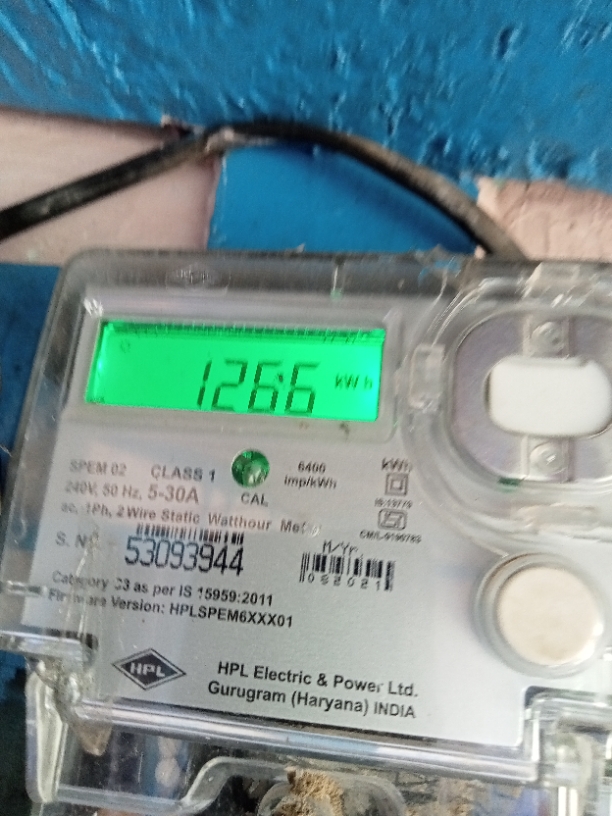 1266 kWh
SPEM 02 CLASS 1
6400
imp/kWh
kWh
240V, 50 Hz, 5-30A
CAL
ac, 1Ph, 2 Wire Static Watthour
S. No.
53093944
M/Yr.
062021
Category C3 as per IS 15959:2011
Firmware Version: HPLSPEM6XXX01
HPL
HPL Electric & Power Ltd.
Gurugram (Haryana) INDIA